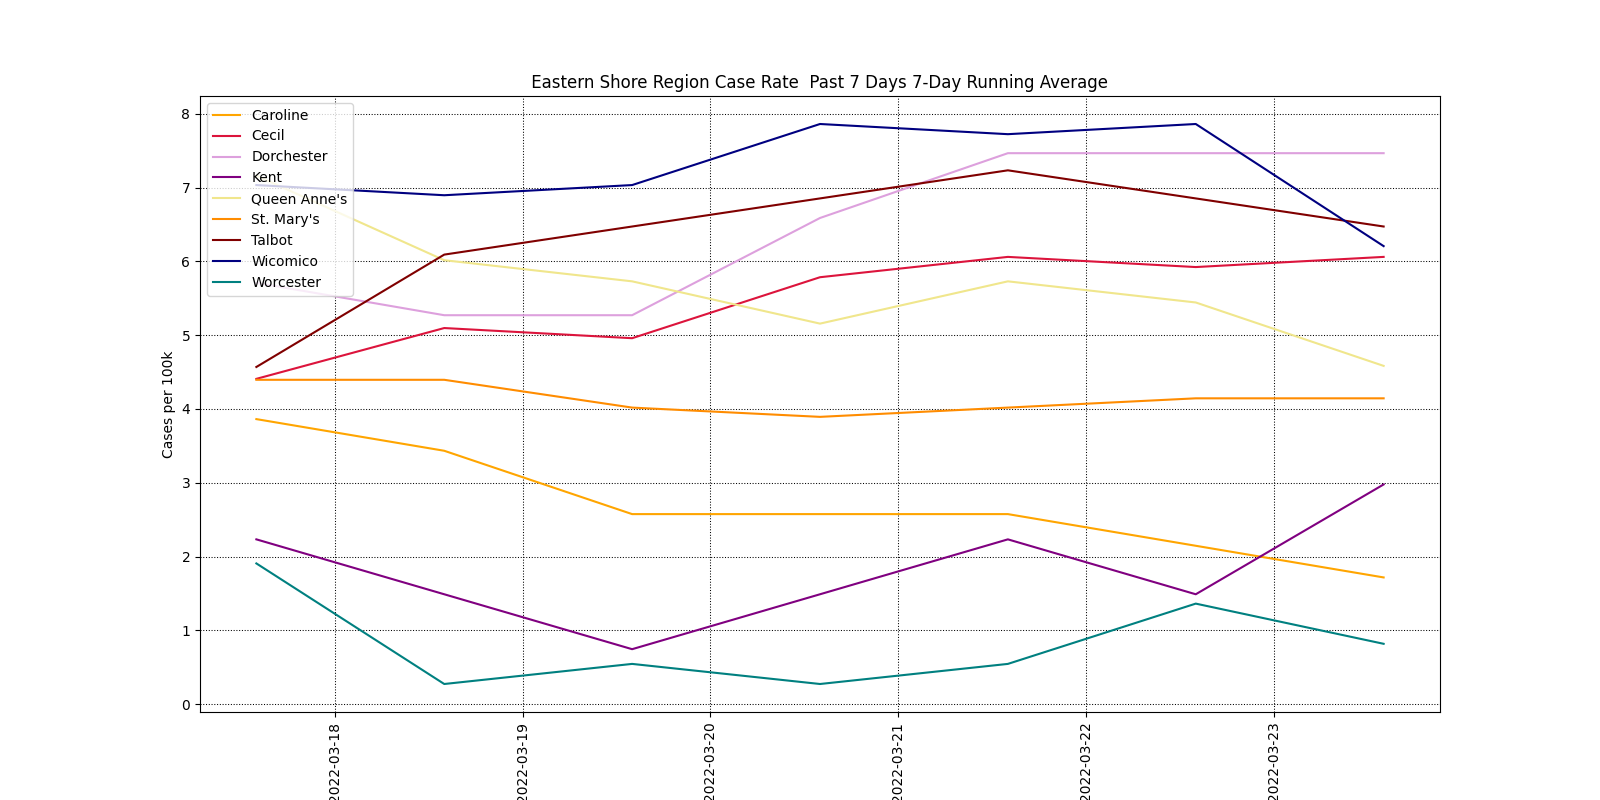 Eastern Shore Region Case Rate  Past 7 Days 7-Day Running Average
Caroline
Cecil
Dorchester
Kent
Queen Anne's
St. Mary's
Talbot
Wicomico
Worcester
Cases per 100k
8
7
6
5
4
3
2
1
0
2022-03-18
2022-03-19
2022-03-20
2022-03-21
2022-03-22
2022-03-23